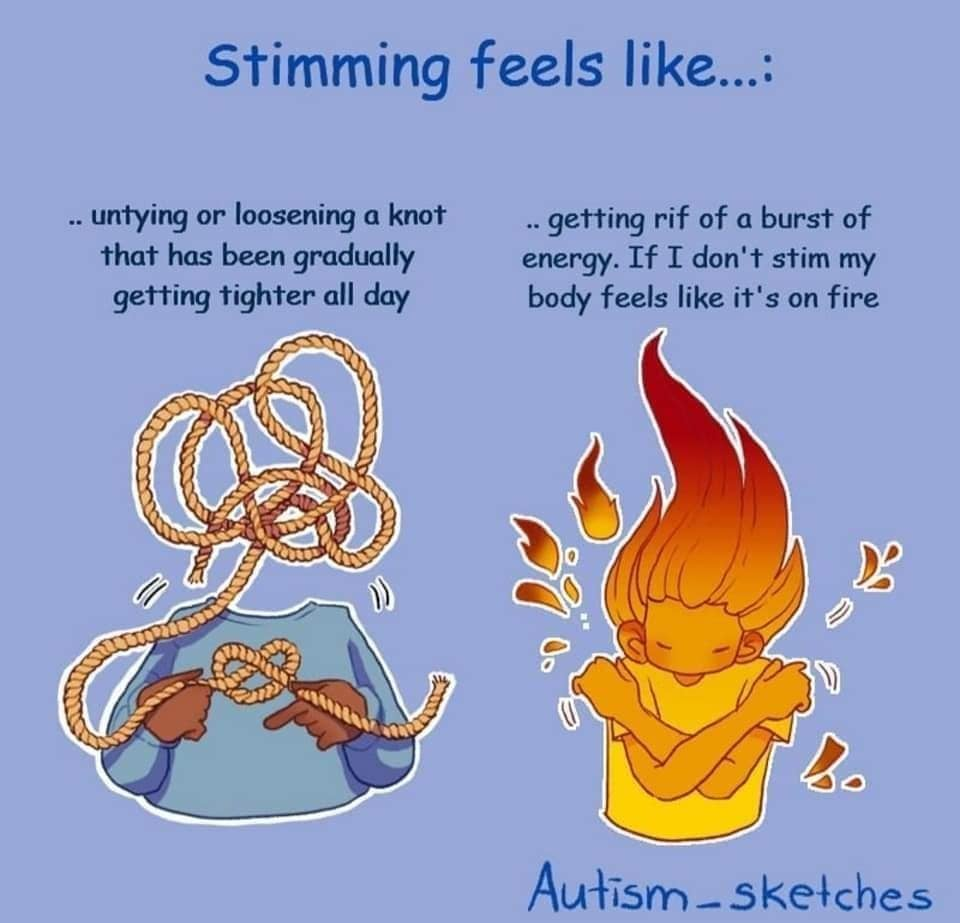 Stimming feels like...:
.. untying or loosening a knot
that has been gradually
getting tighter all day
.. getting rif of a burst of
energy. If I don't stim my
body feels like it's on fire
Autism_sketches